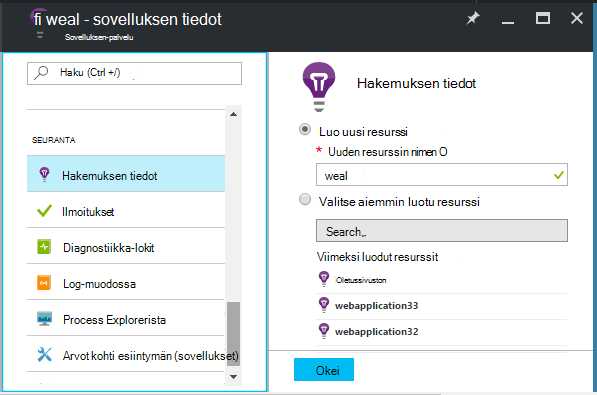 fi weal - sovelluksen tiedot
Sovelluksen-palvelu
Haku (Ctrl +/)
SEURANTA
Hakemuksen tiedot
Ilmoitukset
Diagnostiikka-lokit
Log-muodossa
Process Explorerista
Arvot kohti esiintymän (sovellukset)
Hakemuksen tiedot
Luo uusi resurssi
* Uuden resurssin nimen O
weal
Valitse aiemmin luotu resurssi
Search,.
Viimeksi luodut resurssit
Oletussivuston
webapplication33
webapplication32
Okei